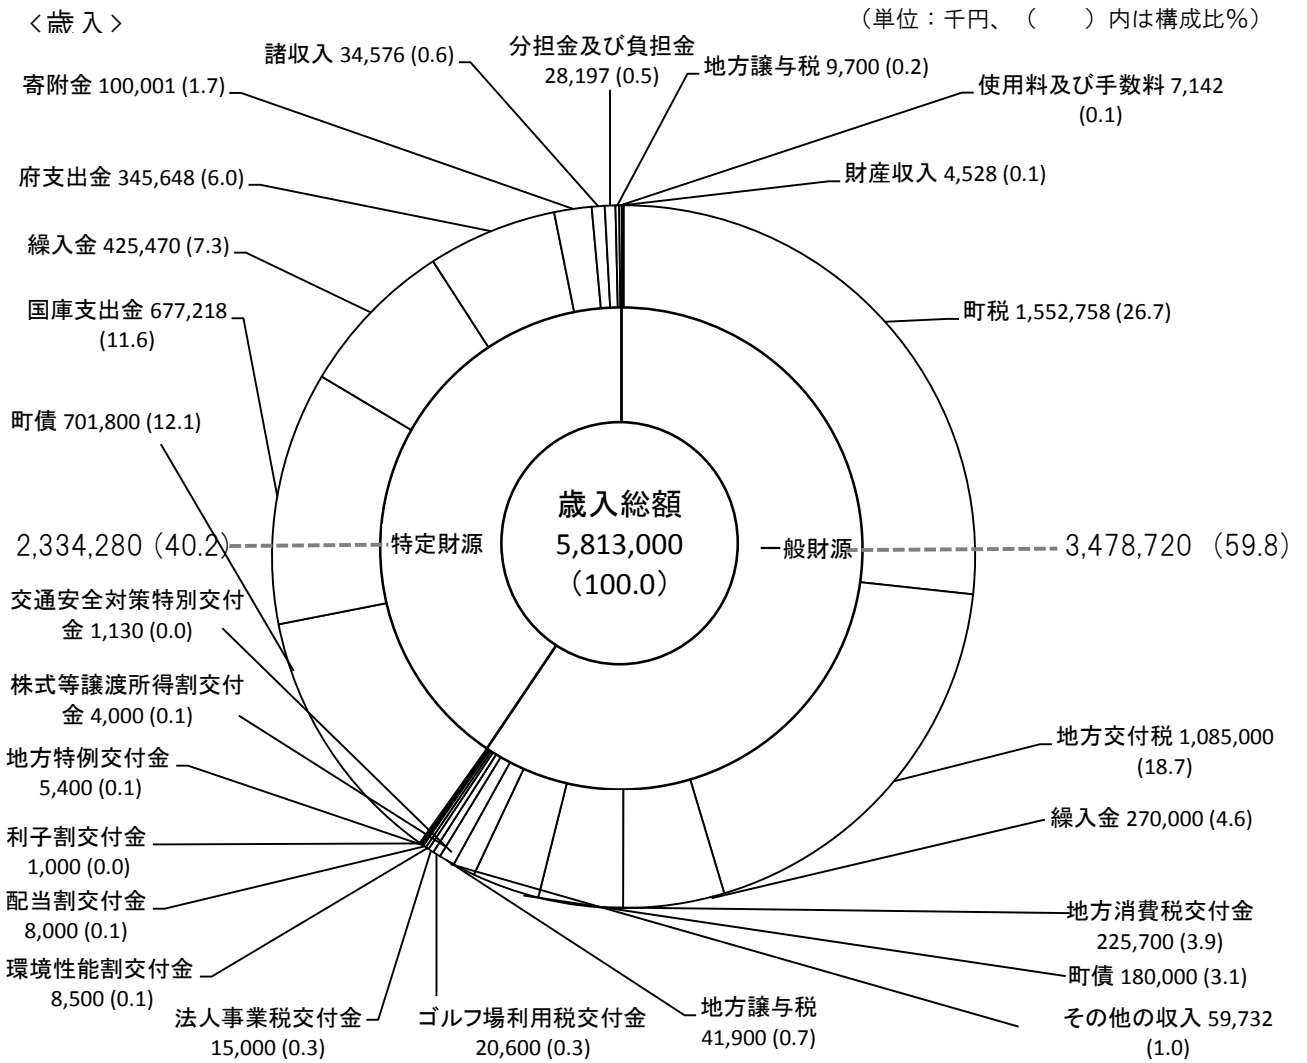 〈歳 入〉
（単位：千円、（　　）内は構成比％）
諸収入 34,576 (0.6)
分担金及び負担金
28,197 (0.5)
地方譲与税 9,700 (0.2)
寄附金 100,001 (1.7)
使用料及び手数料 7,142
(0.1)
府支出金 345,648 (6.0)
財産収入 4,528 (0.1)
繰入金 425,470 (7.3)
国庫支出金 677,218
(11.6)
町税 1,552,758 (26.7)
町債 701,800 (12.1)
歳入総額
5,813,000
（100.0）
2,334,280（40.2）
特定財源
一般財源
3,478,720（59.8）
交通安全対策特別交付
金 1,130 (0.0)
株式等譲渡所得割交付
金 4,000 (0.1)
地方特例交付金
5,400 (0.1)
利子割交付金
1,000 (0.0)
配当割交付金
8,000 (0.1)
環境性能割交付金
8,500 (0.1)
法人事業税交付金
15,000 (0.3)
ゴルフ場利用税交付金
20,600 (0.3)
地方譲与税
41,900 (0.7)
地方交付税 1,085,000
(18.7)
繰入金 270,000 (4.6)
地方消費税交付金
225,700 (3.9)
町債 180,000 (3.1)
その他の収入 59,732
(1.0)